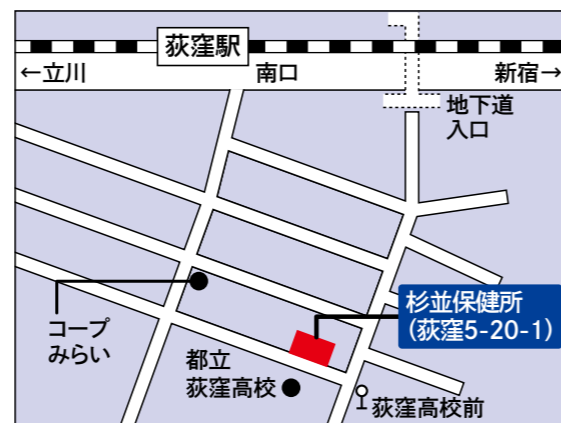 荻窪駅
←立川
南口
新宿→
地下道
入口
杉並保健所
(荻窪5-20-1)
コープ
みらい
都立
荻窪高校
荻窪高校前